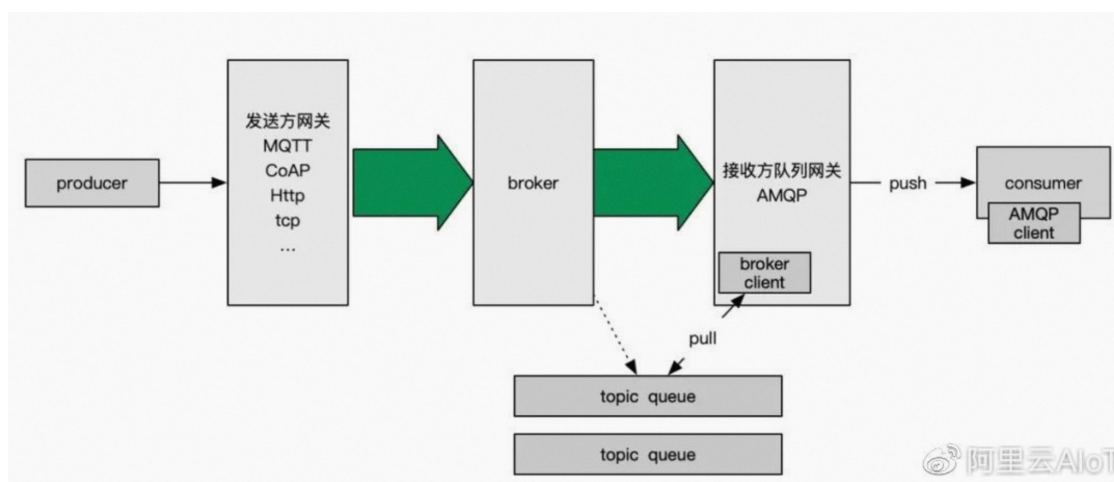 发送方网关
MQTT
CoAP
Http
tcp
...
producer
broker
接收方队列网关
AMQP
broker
client
push
consumer
AMQP
client
pull
topic queue
topic queue
阿里云AIoT